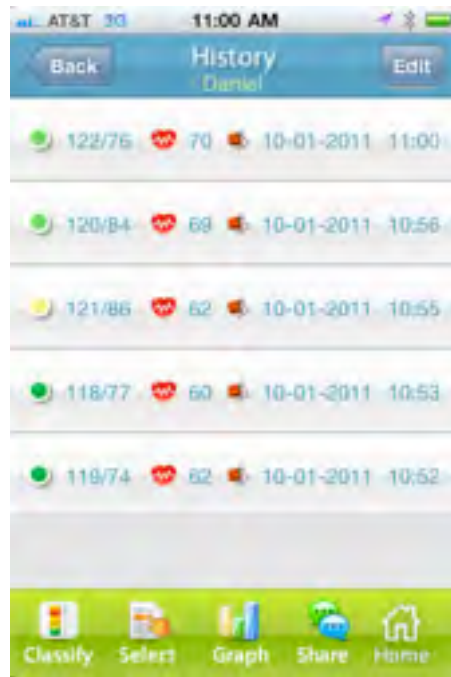 AT&T 3G 11:00 AM
Back History Edit
Daniel
122/76 70 10-01-2011 11:00
120/84 69 10-01-2011 10:56
121/86 62 10-01-2011 10:55
118/77 60 10-01-2011 10:53
119/74 62 10-01-2011 10:52
Classify Select Graph Share Home